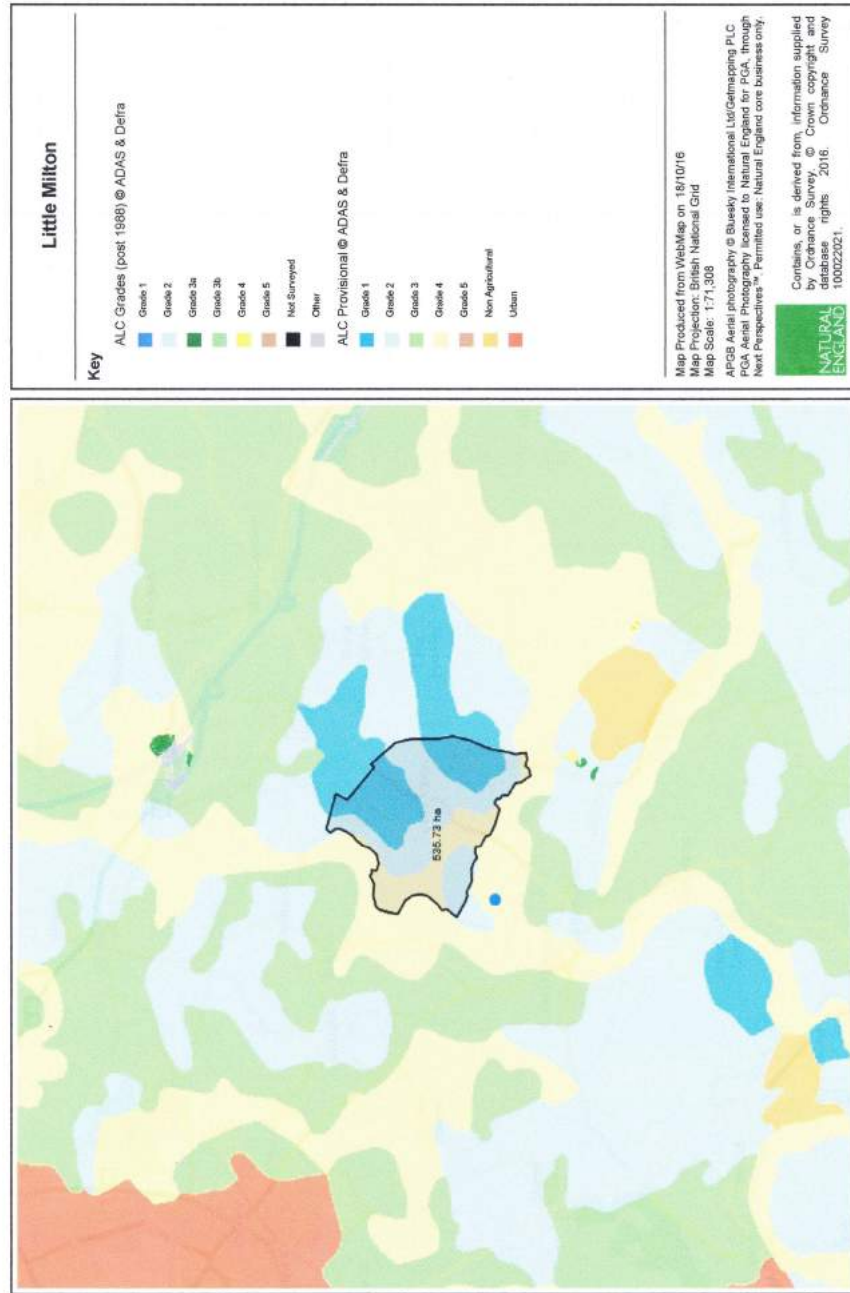 Little Milton
Key
ALC Grades (post 1988) © ADAS & Defra
Grade 1
Grade 2
Grade 3a
Grade 3b
Grade 4
Grade 5
Not Surveyed
Other
ALC Provisional © ADAS & Defra
Grade 1
Grade 2
Grade 3
Grade 4
Grade 5
Non Agricultural
Urban
Map Produced from WebMap on 18/10/16
Map Projection: British National Grid
Map Scale: 1:71,308
APGB Aerial photography © Bluesky International Ltd/Getmapping PLC
PGA Aerial Photography licensed to Natural England for PGA, through
Next Perspectives™. Permitted use: Natural England core business only.
NATURAL
ENGLAND
Contains, or is derived from, information supplied
by Ordnance Survey. © Crown copyright and
database rights 2016. Ordnance Survey
100022021.
535.73 ha